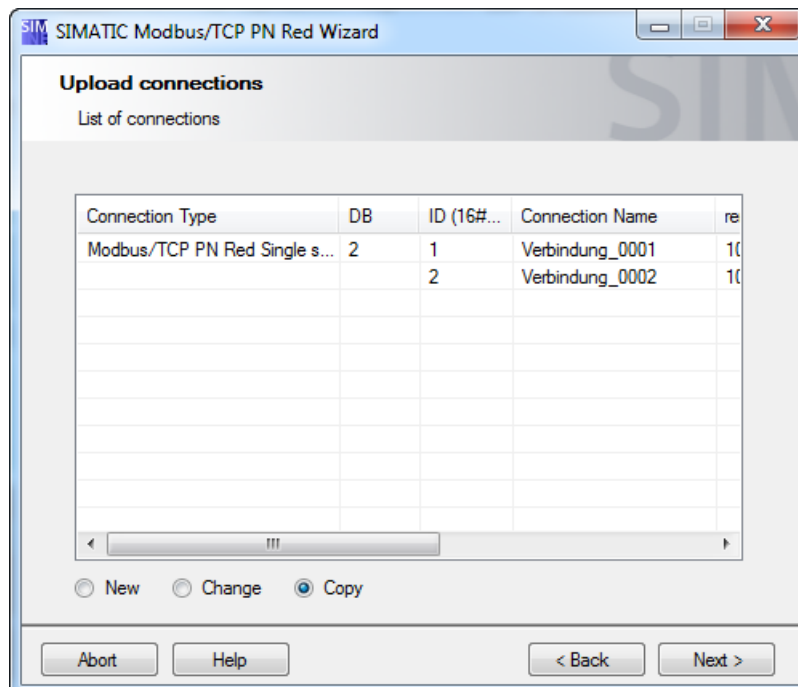 SIMATIC Modbus/TCP PN Red Wizard
Upload connections
List of connections
Connection Type DB ID (16#... Connection Name
Modbus/TCP PN Red Single s... 2 1 Verbindung_0001
2 Verbindung_0002
New Change Copy
Abort Help < Back Next >